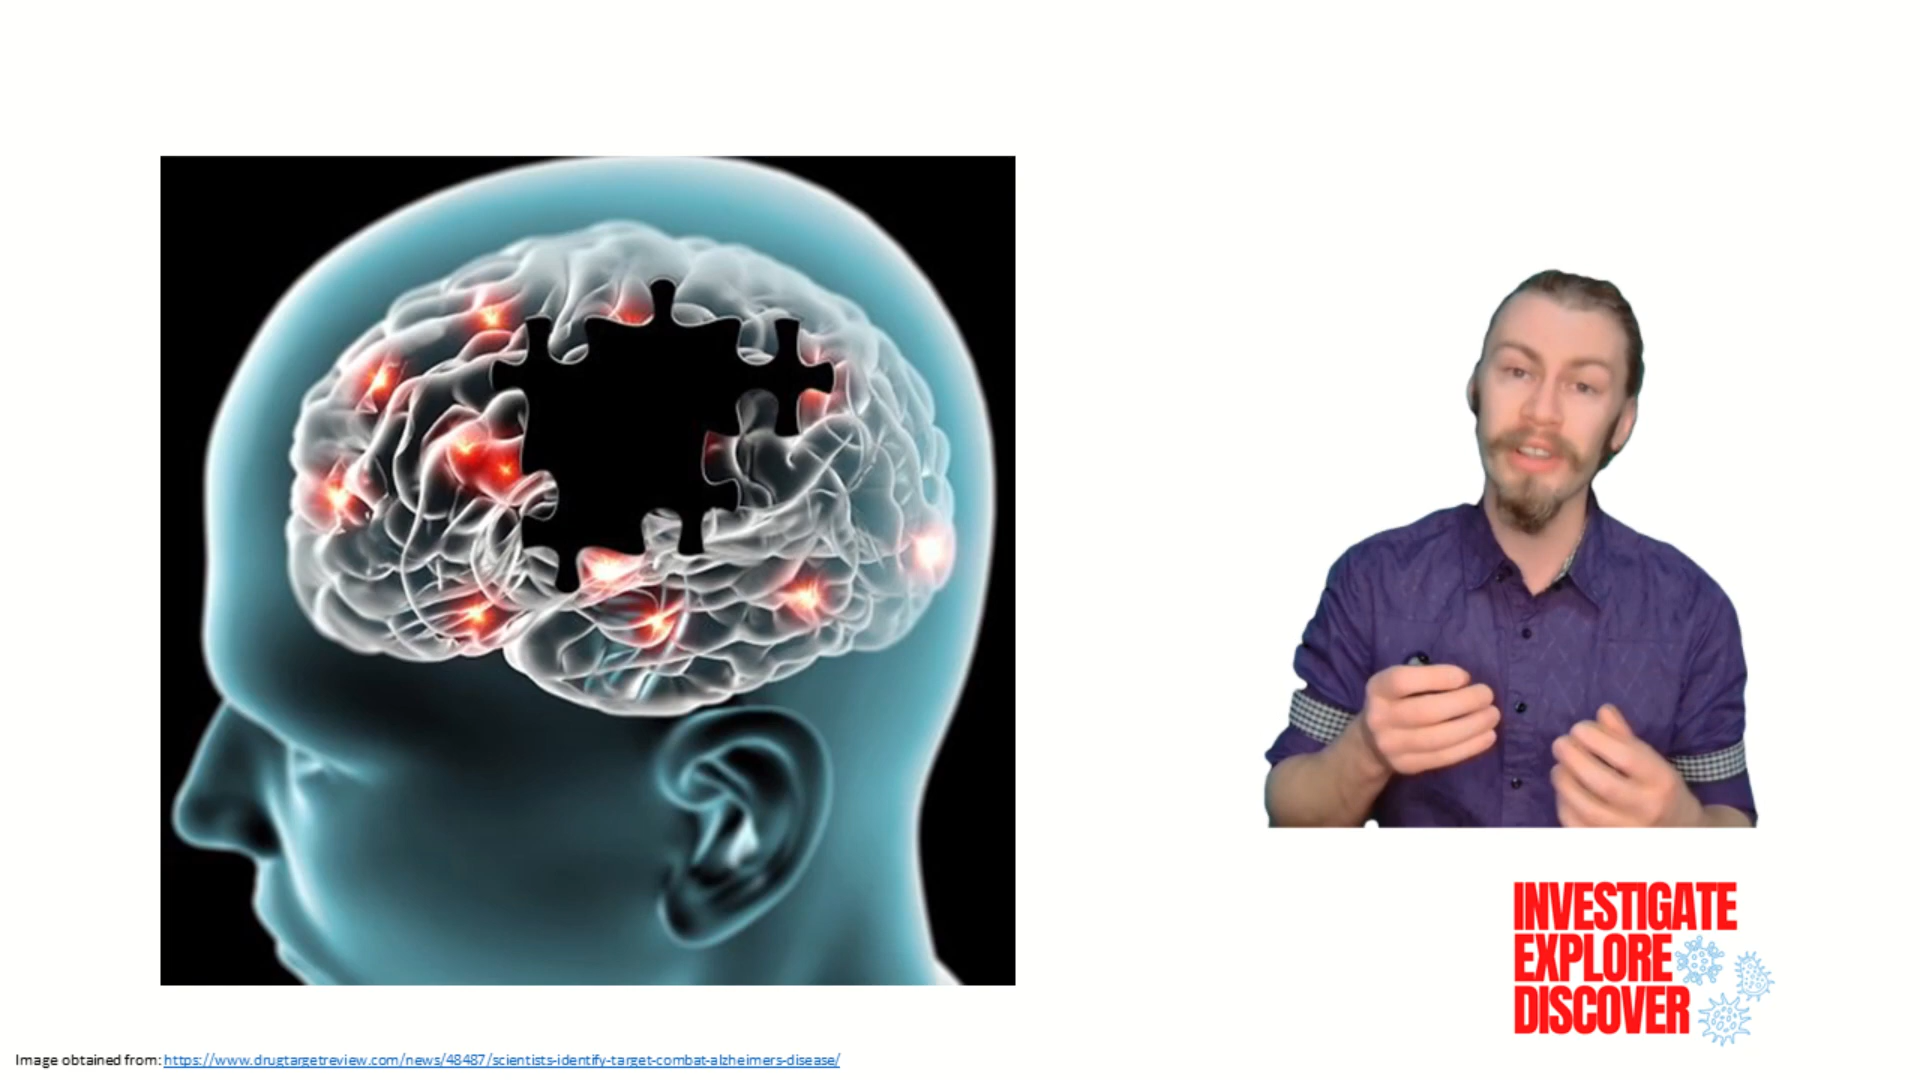 INVESTIGATE
EXPLORE
DISCOVER
Image obtained from: https://www.drugtargetreview.com/news/48487/scientists-identify-target-combat-alzheimers-disease/